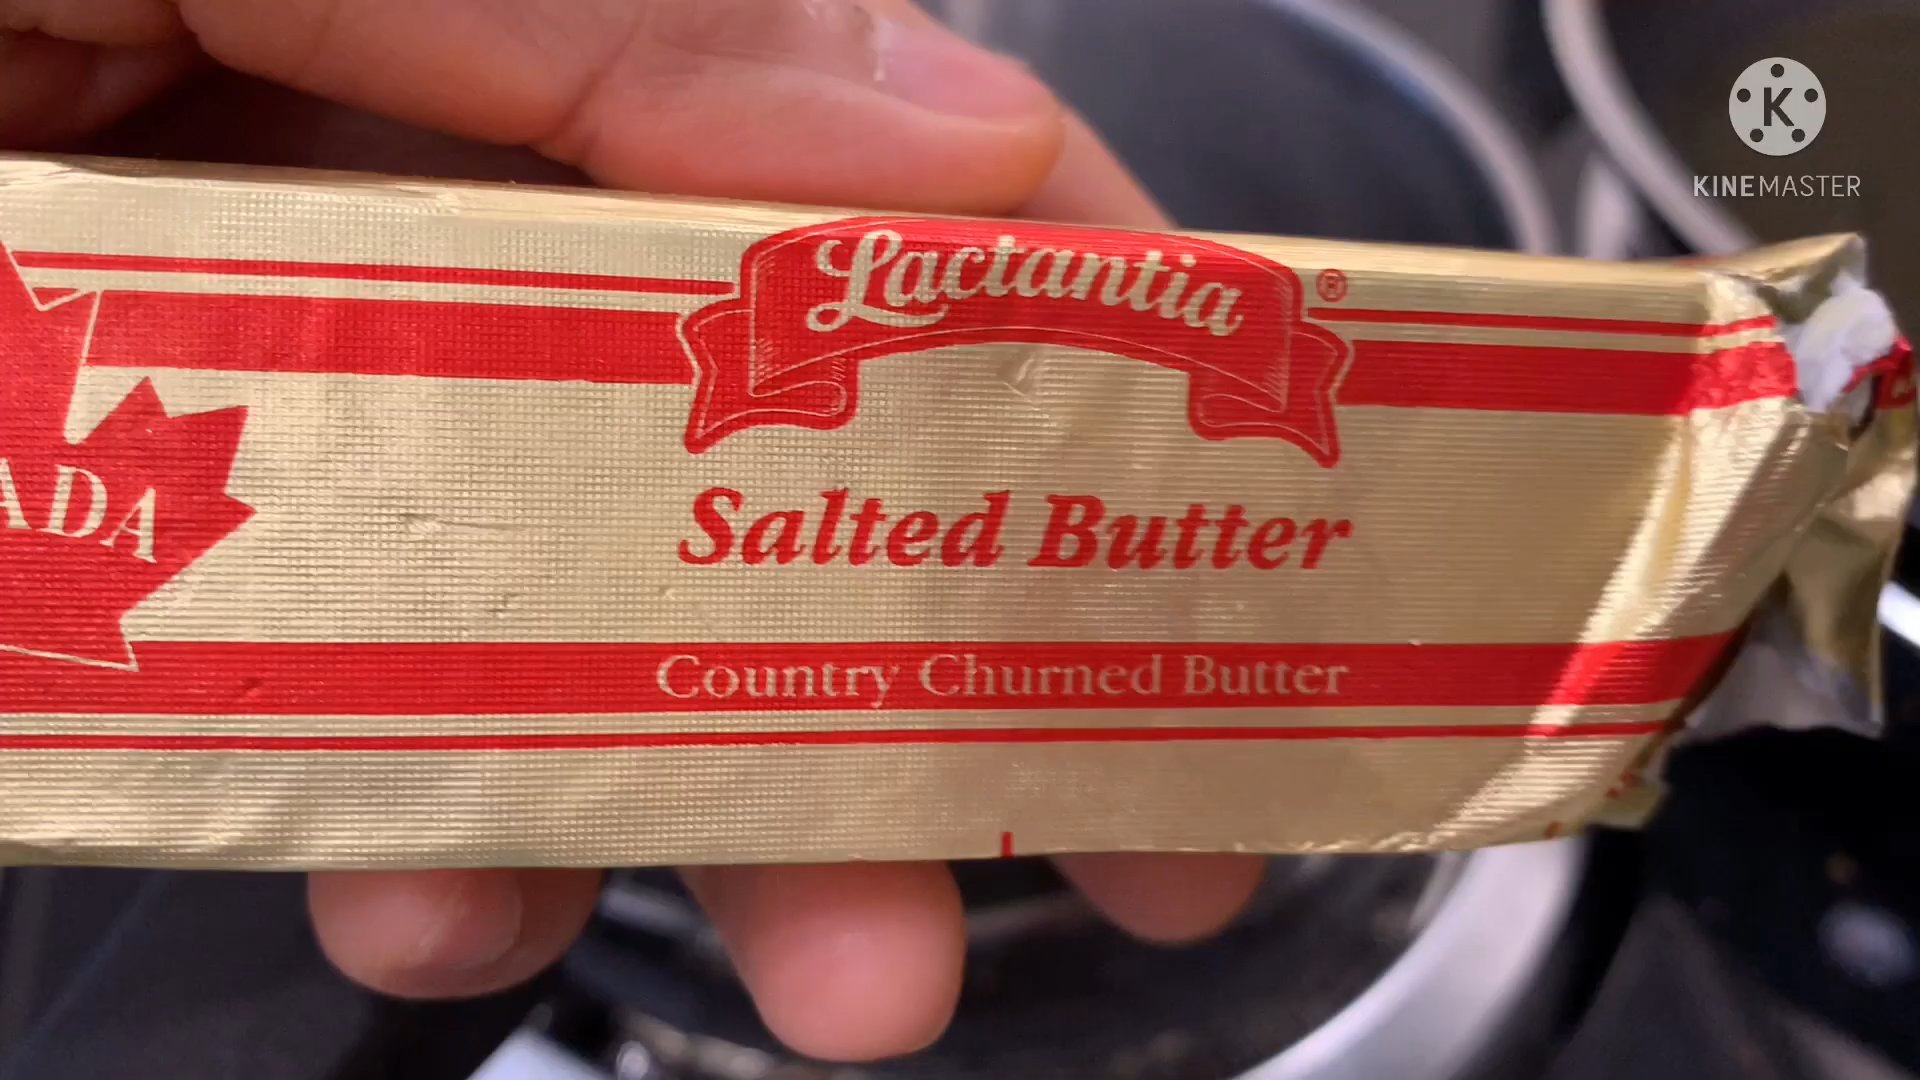 K
KINEMASTER
Lactantia®
ADA
Salted Butter
Country Churned Butter